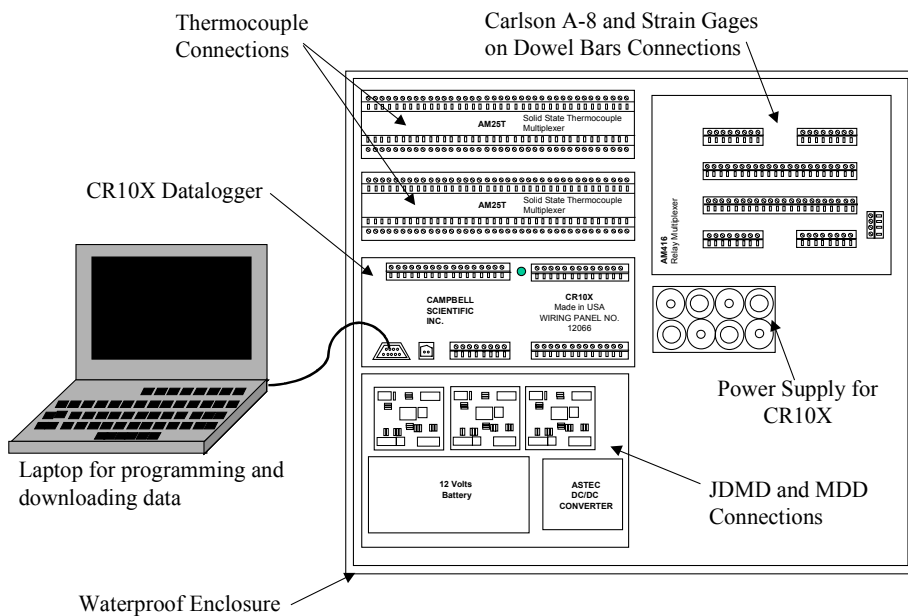 Thermocouple
Connections
Carlson A-8 and Strain Gages
on Dowel Bars Connections
AM25T
Solid State Thermocouple
Multiplexer
CR10X Datalogger
AM25T
Solid State Thermocouple
Multiplexer
AM416
Relay Multiplexer
CAMPBELL
SCIENTIFIC
INC.
CR10X
Made in USA
WIRING PANEL NO.
12066
Power Supply for
CR10X
Laptop for programming and
downloading data
12 Volts
Battery
ASTEC
DC/DC
CONVERTER
JDMD and MDD
Connections
Waterproof Enclosure